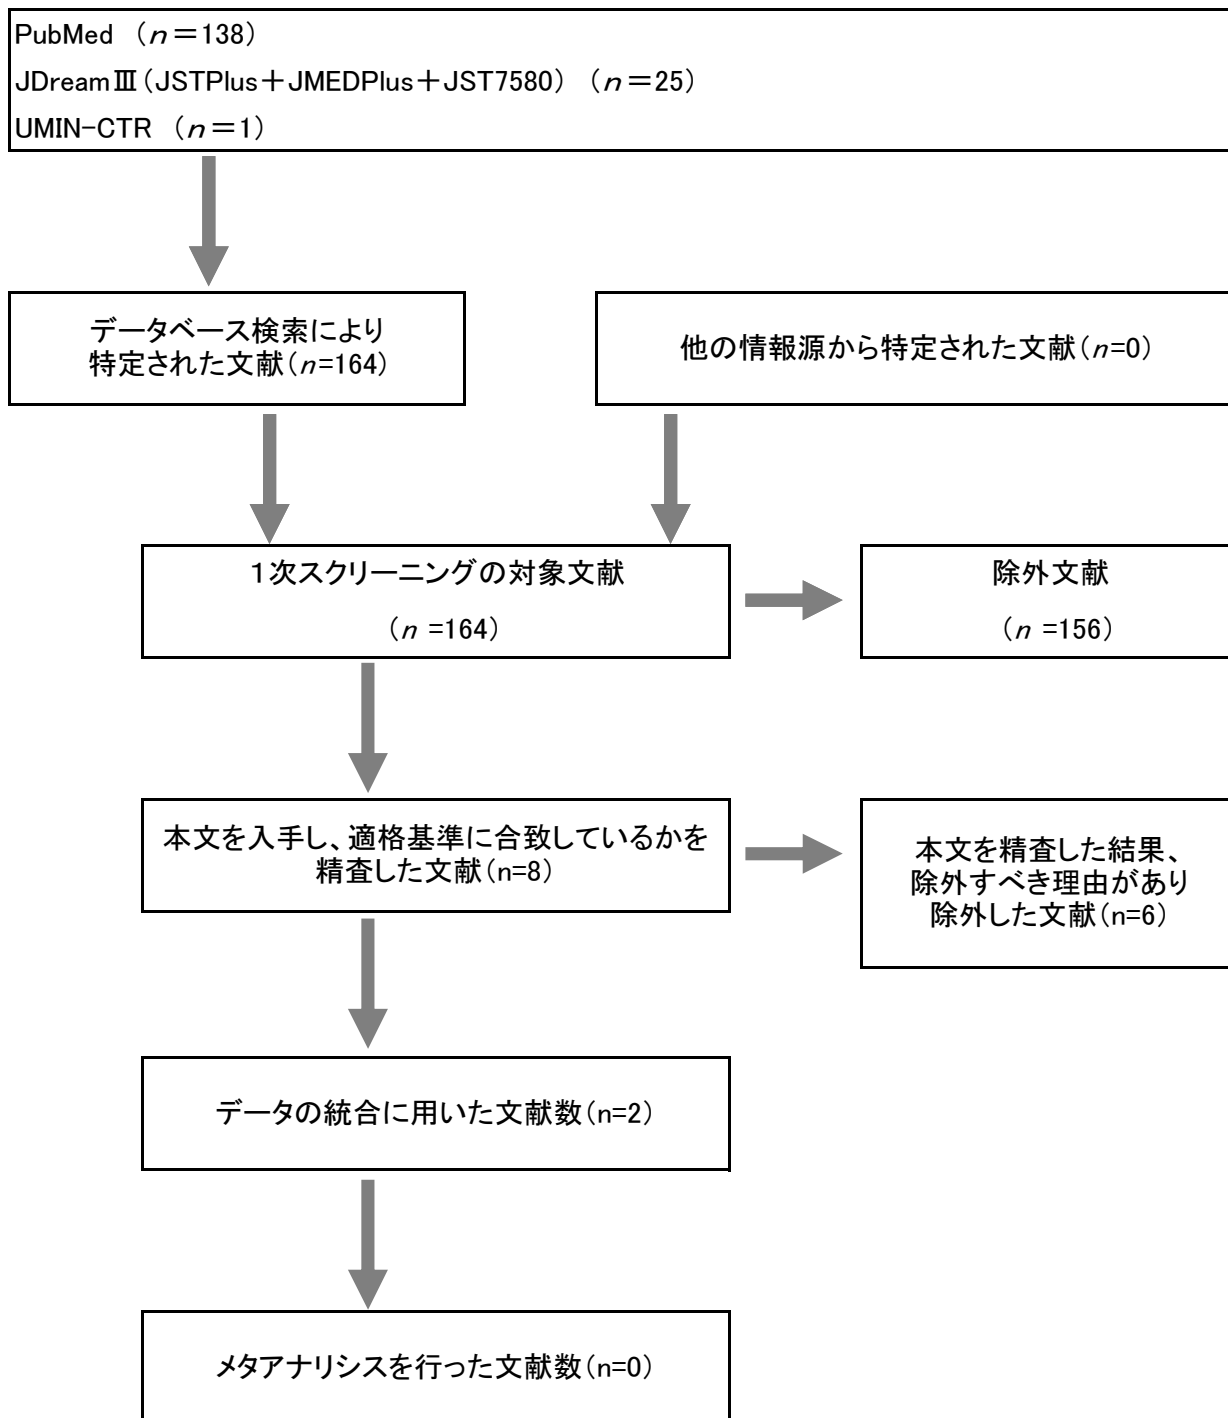 PubMed （n＝138）
JDreamⅢ（JSTPlus＋JMEDPlus＋JST7580） （n＝25）
UMIN-CTR （n＝1）
データベース検索により
特定された文献（n=164）
他の情報源から特定された文献（n=0）
１次スクリーニングの対象文献
（n =164）
除外文献
（n =156）
本文を入手し、適格基準に合致しているかを
精査した文献（n=8）
本文を精査した結果、
除外すべき理由があり
除外した文献（n=6）
データの統合に用いた文献数（n=2）
メタアナリシスを行った文献数（n=0）